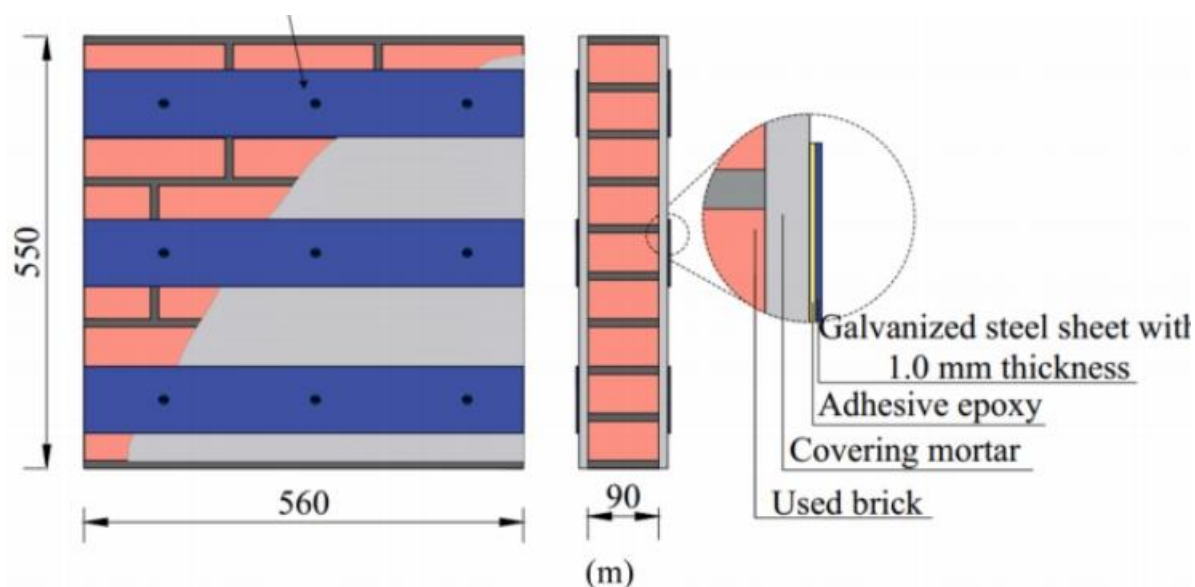 550
560
90
Galvanized steel sheet with
1.0 mm thickness
Adhesive epoxy
Covering mortar
Used brick
(m)